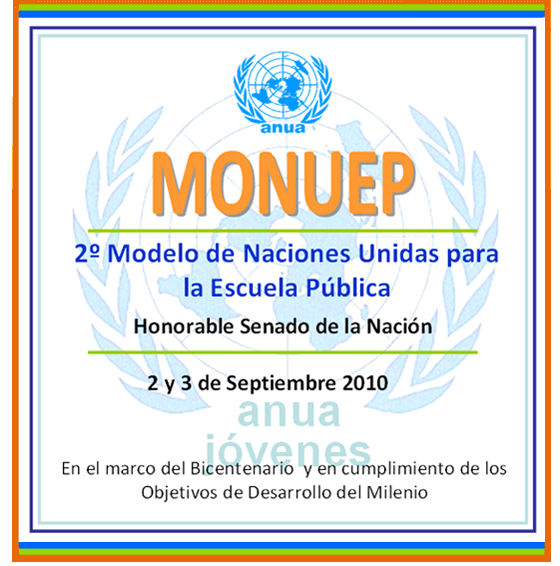 anua
MONUEP
2º Modelo de Naciones Unidas para
la Escuela Pública
Honorable Senado de la Nación
2 y 3 de Septiembre 2010
anua
jóvenes
En el marco del Bicentenario y en cumplimiento de los
Objetivos de Desarrollo del Milenio